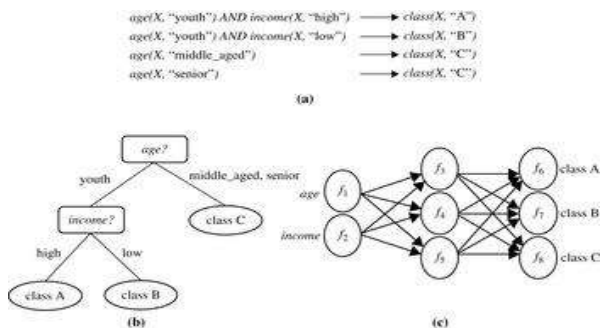 age(X, “youth”) AND income(X, “high”) class(X, “A”)
age(X, “youth”) AND income(X, “low”) class(X, “B”)
age(X, “middle_aged”) class(X, “C”)
age(X, “senior”) class(X, “C”)
(a)
age?
youth
middle_aged, senior
income?
class C
high
low
class A
class B
(b)
age
income
f1
f2
f3
f4
f5
f6
f7
f8
class A
class B
class C
(c)